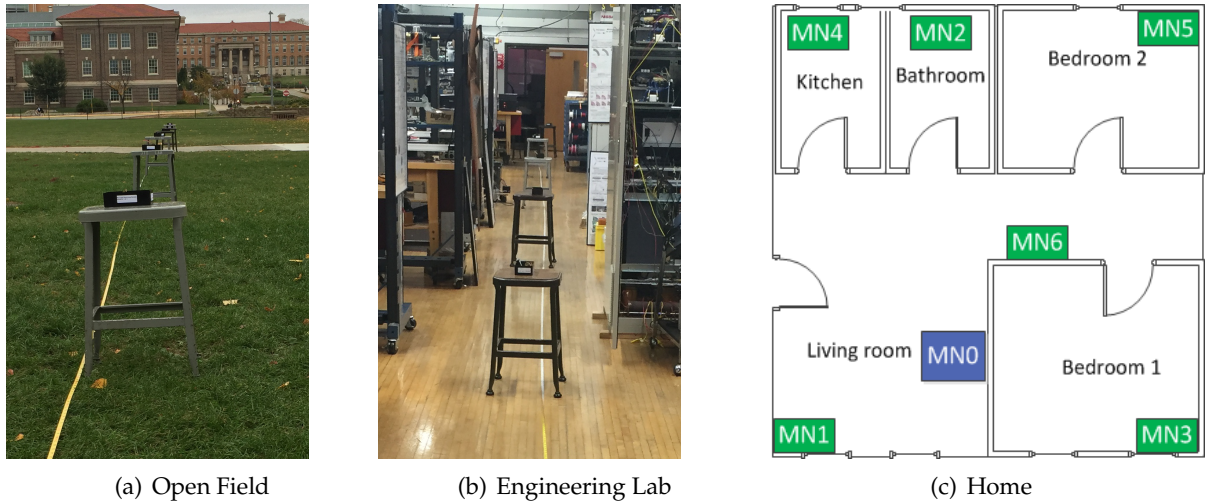 MN4
MN2
MN5
Kitchen
Bathroom
Bedroom 2
MN6
Living room
MN0
Bedroom 1
MN1
MN3
(a) Open Field
(b) Engineering Lab
(c) Home